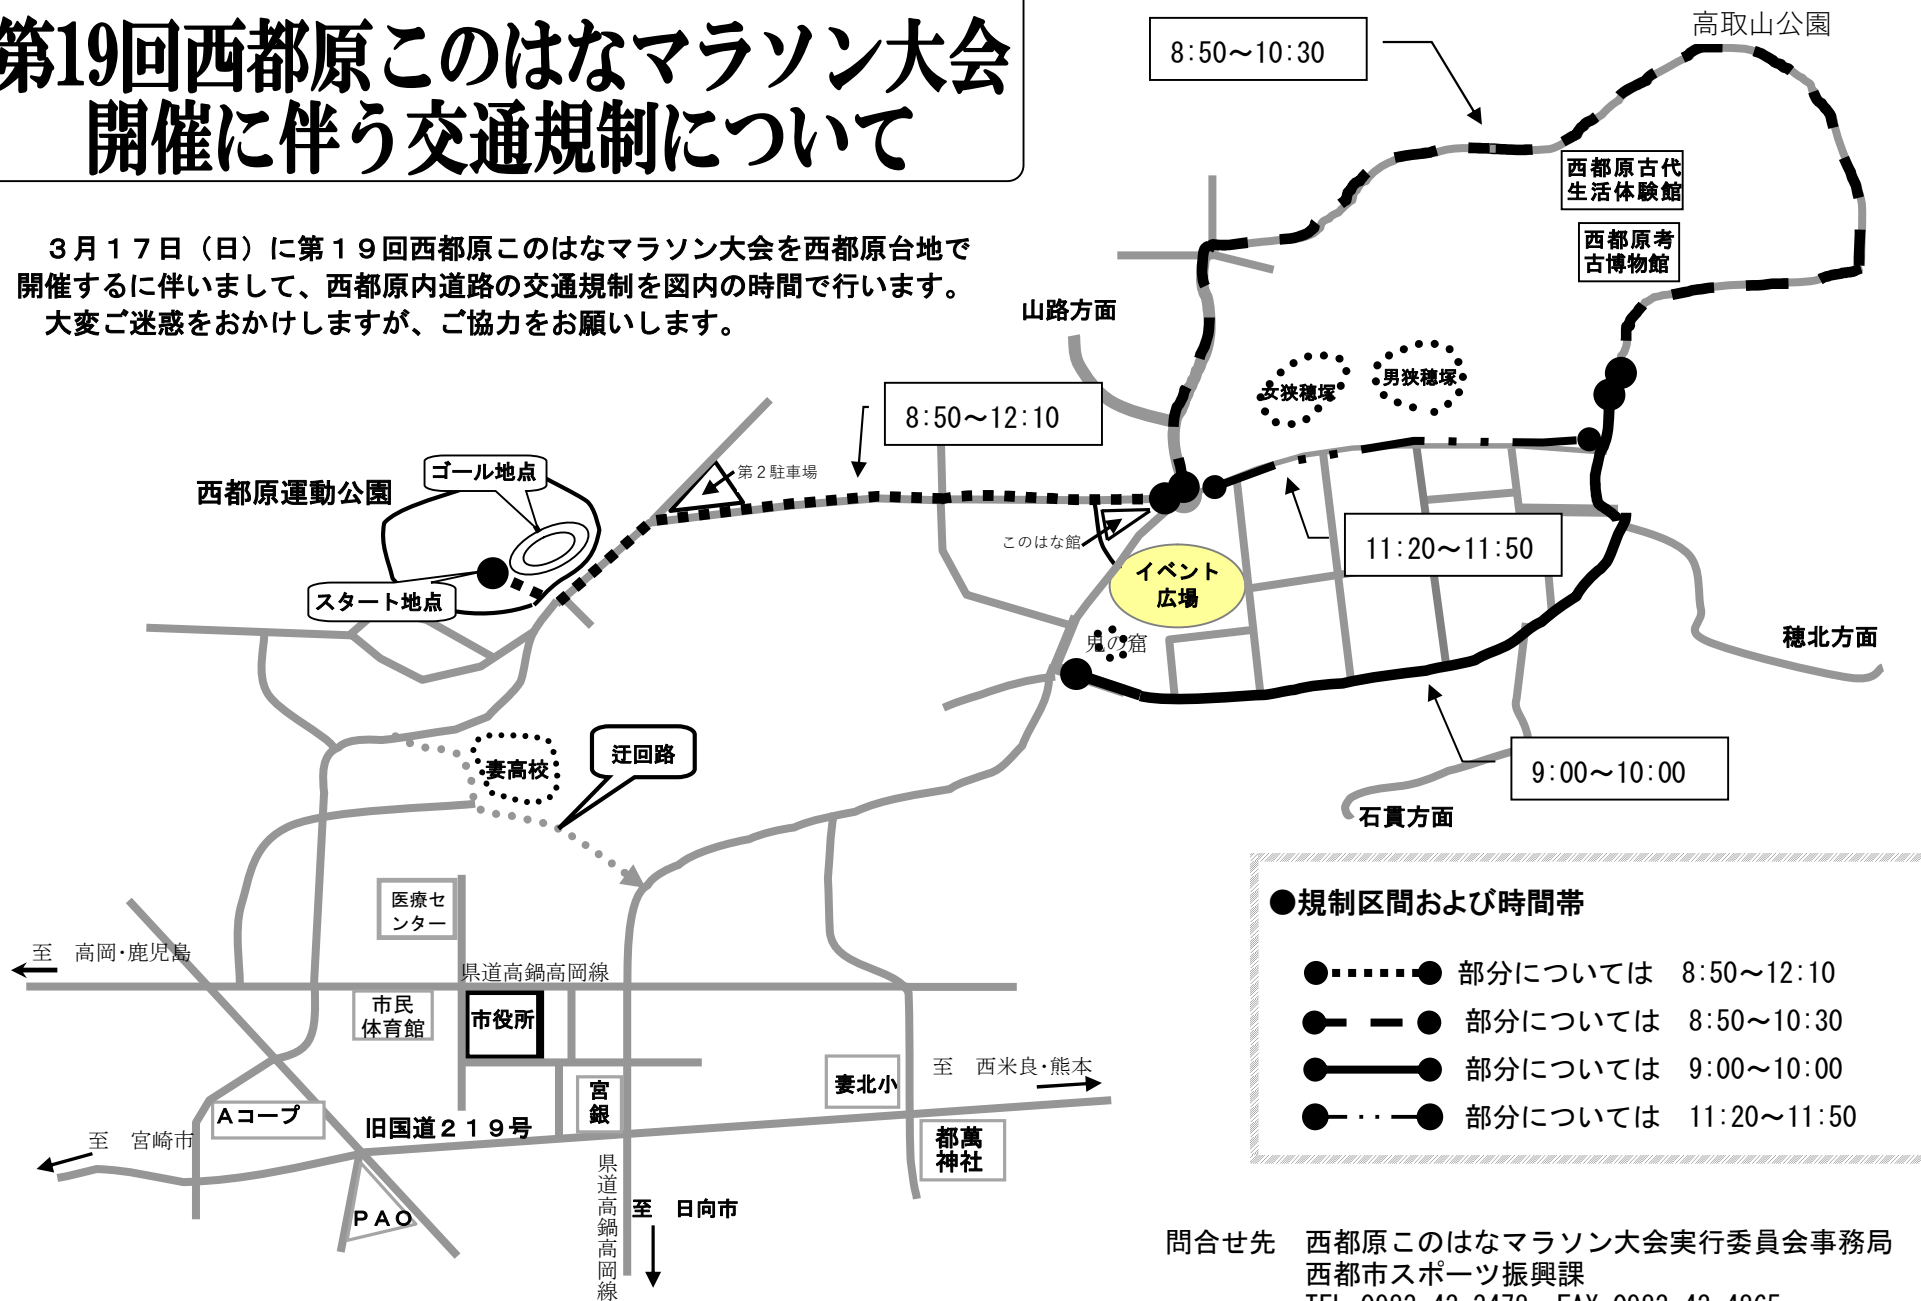 第19回西都原このはなマラソン大会
開催に伴う交通規制について
３月１７日（日）に第１９回西都原このはなマラソン大会を西都原台地で
開催するに伴いまして、西都原内道路の交通規制を図内の時間で行います。
大変ご迷惑をおかけしますが、ご協力をお願いします。
8:50～10:30
高取山公園
西都原古代
生活体験館
西都原考
古博物館
山路方面
女狭穂塚
男狭穂塚
8:50～12:10
ゴール地点
第２駐車場
西都原運動公園
このはな館
11:20～11:50
イベント
広場
スタート地点
鬼の窟
穂北方面
妻高校
迂回路
9:00～10:00
石貫方面
医療セ
ンター
至　高岡・鹿児島
県道高鍋高岡線
市民
体育館
市役所
至　西米良・熊本
妻北小
宮
銀
Ａコープ
旧国道２１９号
至　宮崎市
都萬
神社
県道高鍋高岡線
至　日向市
ＰＡＯ
●規制区間および時間帯
部分については　8:50～12:10
部分については　8:50～10:30
部分については　9:00～10:00
部分については　11:20～11:50
問合せ先　西都原このはなマラソン大会実行委員会事務局
西都市スポーツ振興課